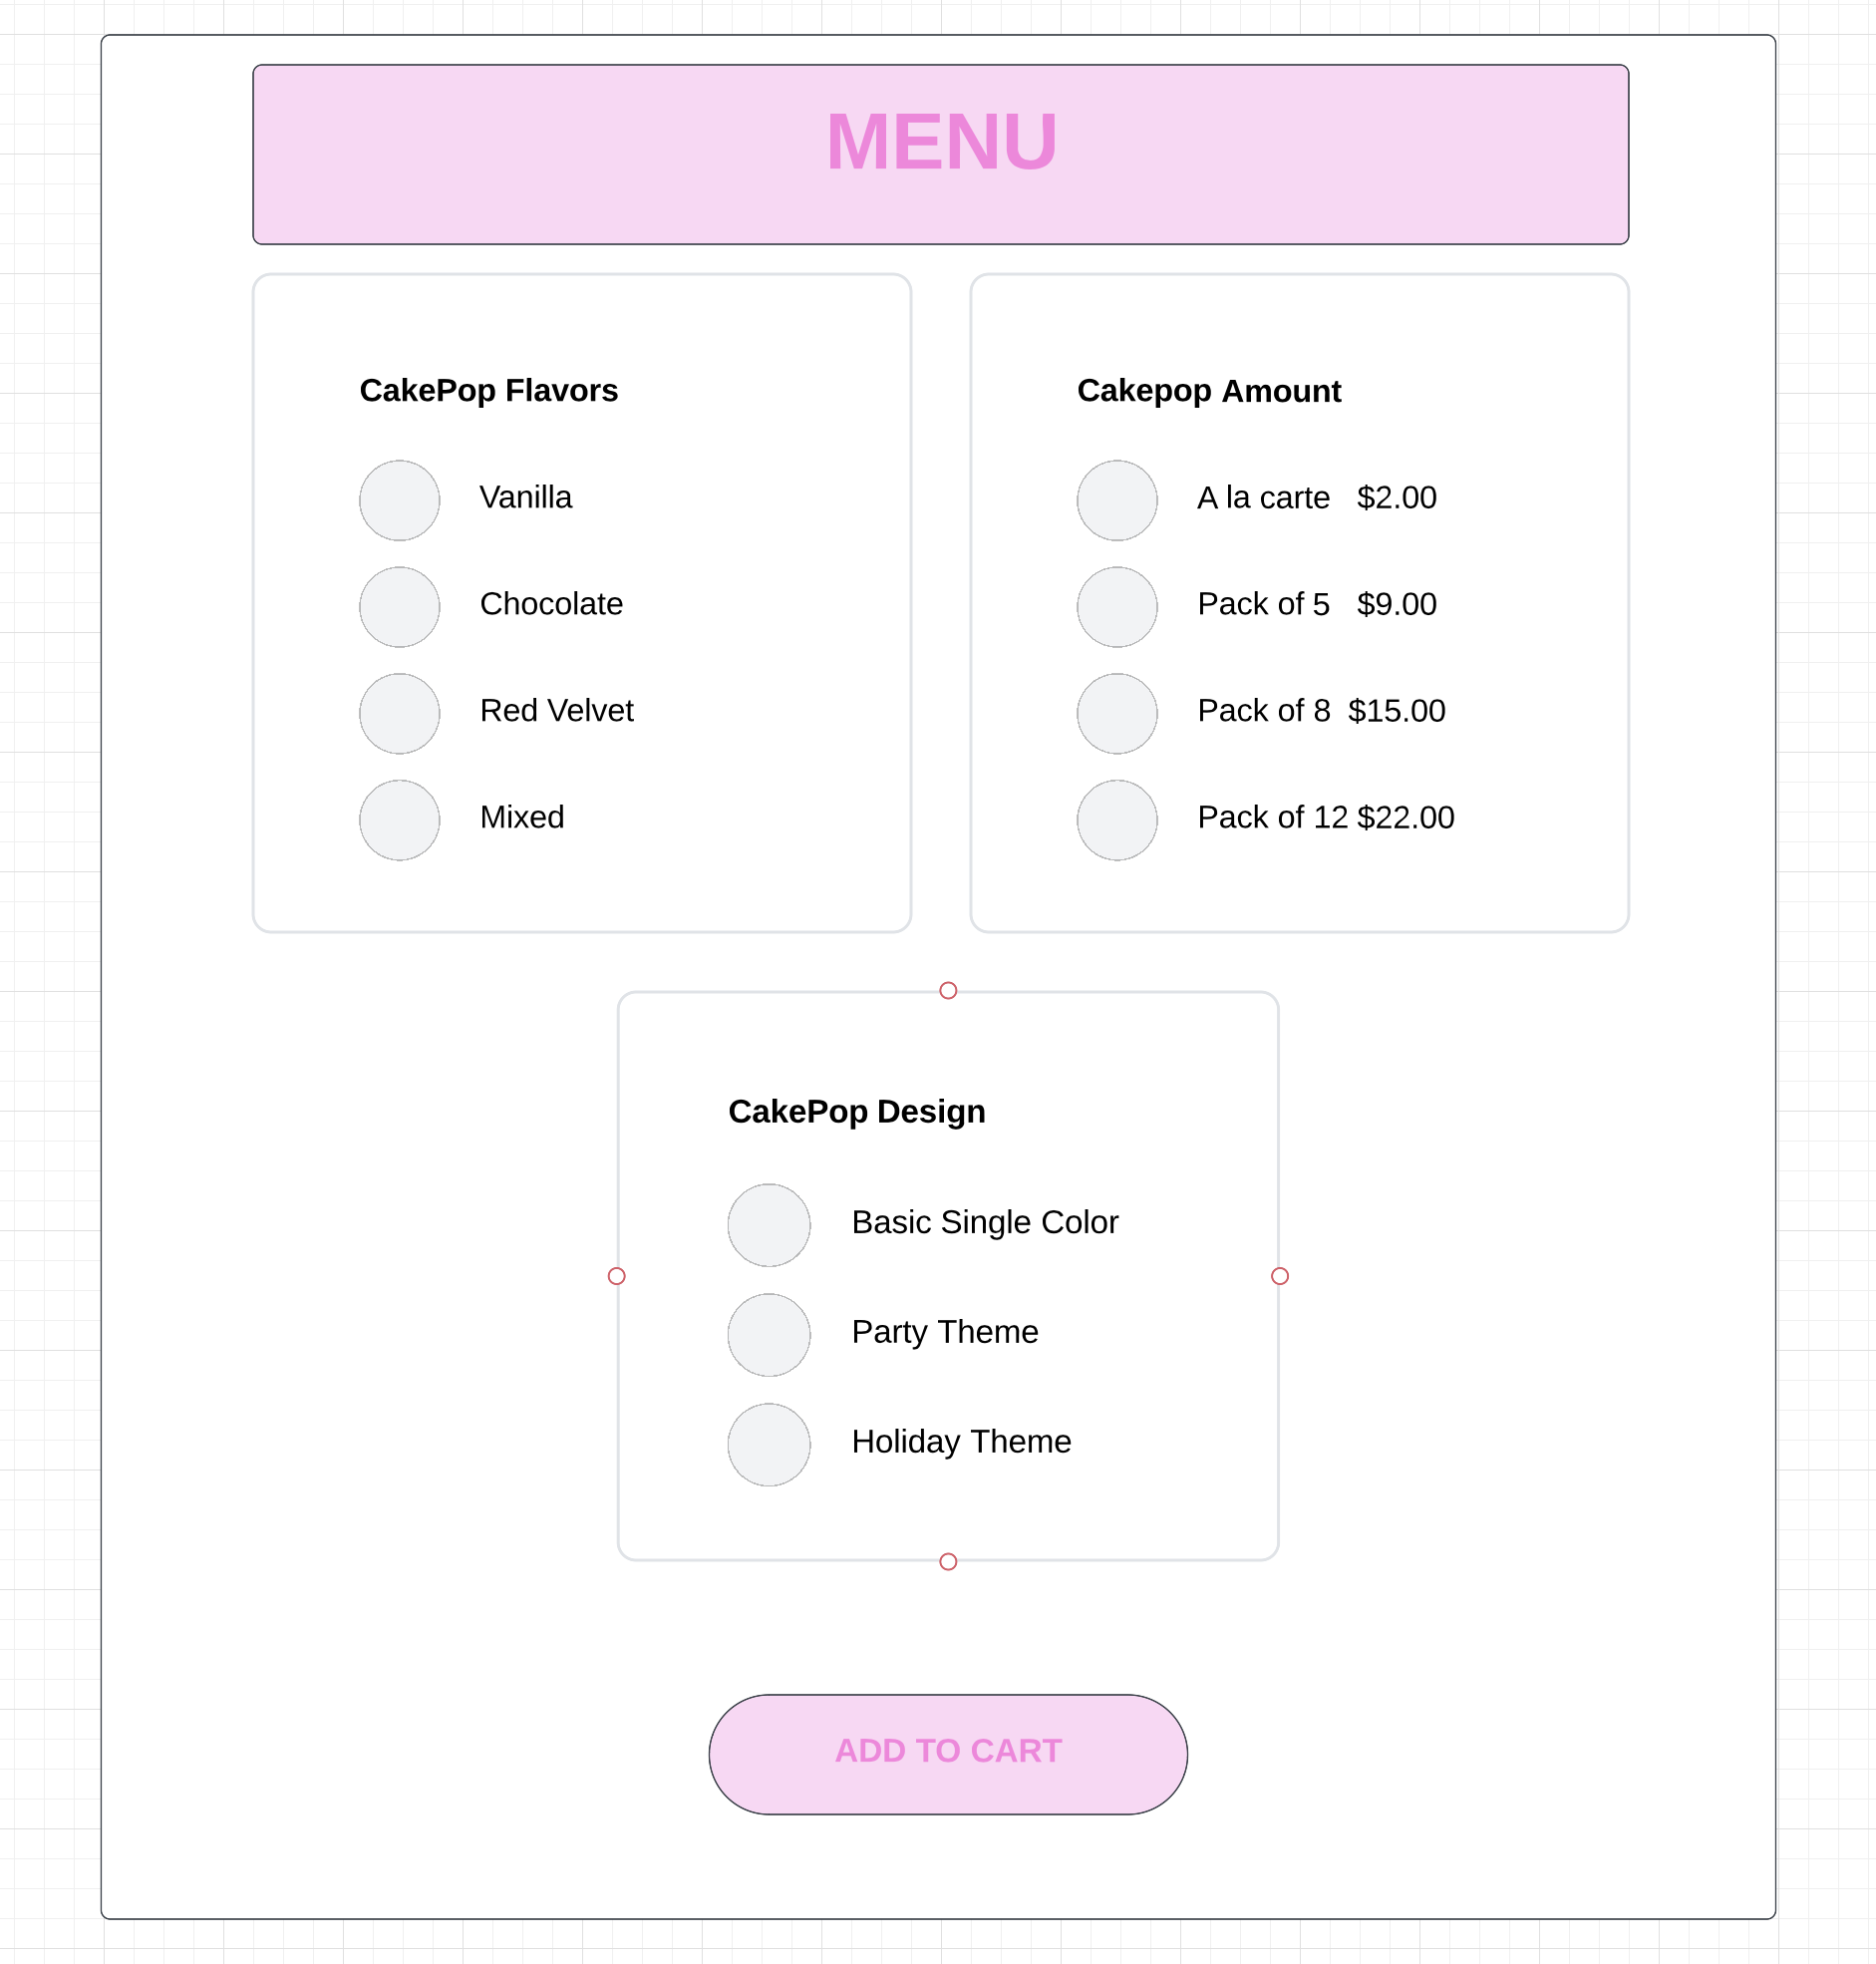 MENU
CakePop Flavors
Vanilla
Chocolate
Red Velvet
Mixed
Cakepop Amount
A la carte $2.00
Pack of 5 $9.00
Pack of 8 $15.00
Pack of 12 $22.00
CakePop Design
Basic Single Color
Party Theme
Holiday Theme
ADD TO CART